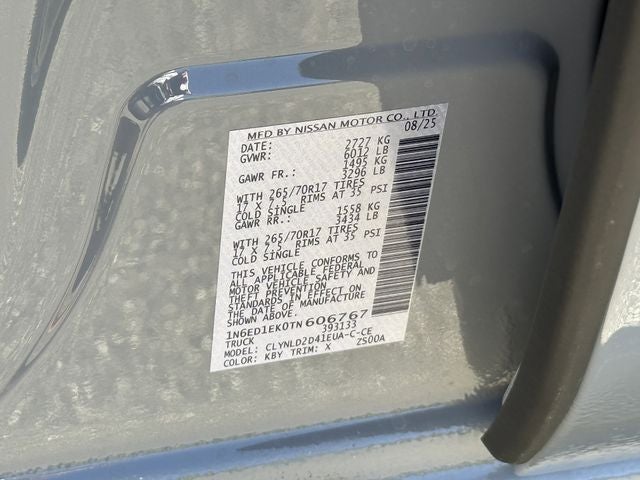 MFD BY NISSAN MOTOR CO., LTD.
DATE: 08/25
GVWR: 2727 KG
6012 LB
GAWR FR.: 1495 KG
3296 LB
WITH 265/70R17 TIRES
17 X 7.5 RIMS AT 35 PSI
COLD SINGLE
GAWR RR.: 1558 KG
3434 LB
WITH 265/70R17 TIRES
17 X 7.5 RIMS AT 35 PSI
COLD SINGLE
THIS VEHICLE CONFORMS TO
ALL APPLICABLE FEDERAL
MOTOR VEHICLE SAFETY AND
THEFT PREVENTION
STANDARDS IN EFFECT ON
THE DATE OF MANUFACTURE
SHOWN ABOVE.
1N6ED1EK0TN606767
TRUCK 393133
MODEL: CLYNLD2D41EUA-C-CE
COLOR: KBY TRIM: X ZS00A